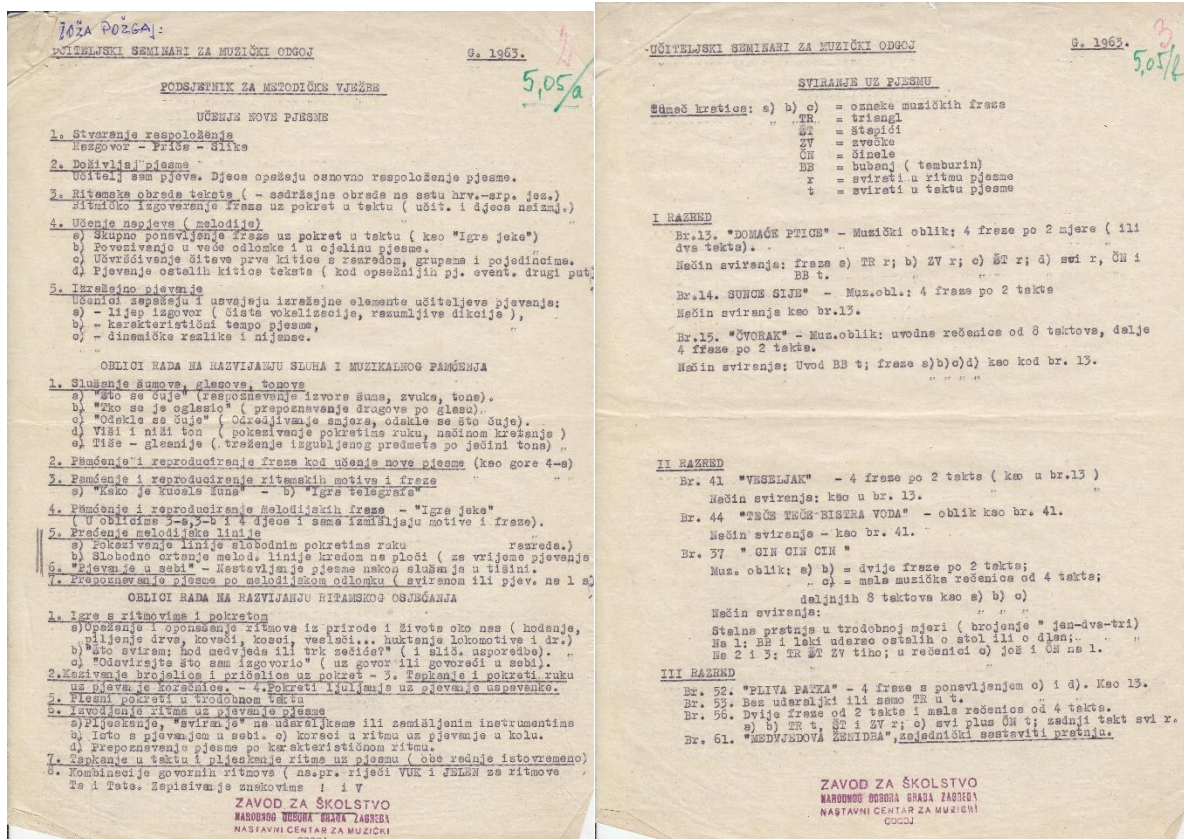 JOŽA POŽGAJ:
UČITELJSKI SEMINARI ZA MUZIČKI ODGOJ G. 1963.
2
5,05/a
PODSJETNIK ZA METODIČKE VJEŽBE
UČENJE NOVE PJESME
1. Stvaranje raspoloženja
Razgovor - Priča - Slika
2. Doživljaj pjesme
Učitelj sam pjeva. Djeca opažaju osnovno raspoloženje pjesme.
3. Ritamska obrada teksta ( - sadržajna obrada na satu hrv.-srp. jez.)
Ritmičko izgovaranje fraza uz pokret u taktu ( učit. i djeca naizmj.)
4. Učenje napjeva ( melodije)
a) Skupno ponavljanje fraza uz pokret u taktu ( kao "Igra jeke")
b) Povezivanje u veće odlomke i u cjelinu pjesme.
c) Učvršćivanje čitave prve kitice s razredom, grupama i pojedincima.
d) Pjevanje ostalih kitica teksta ( kod opsežnijih pj. event. drugi put)
5. Izražajno pjevanje
Učenici zapažaju i usvajaju izražajne elemente učiteljeva pjevanja:
a) - lijep izgovor ( čista vokalizacija, razumljiva dikcija ),
b) - karakteristični tempo pjesme,
c) - dinamičke razlike i nijanse.
OBLICI RADA NA RAZVIJANJU SLUHA I MUZIKALNOG PAMĆENJA
1. Slušanje šumova, glasova, tonova
a) "Što se čuje" (raspoznavanje izvora šuma, zvuka, tona).
b) "Tko se je oglasio" ( prepoznavanje drugova po glasu).
c) "Odakle se čuje" ( Odredjivanje smjera, odakle se što čuje).
d) Viši i niži ton ( pokazivanje pokretima ruku, načinom kretanja )
e) Tiše - glasnije ( traženje izgubljenog predmeta po jačini tona)
2. Pamćenje i reproduciranje fraza kod učenja nove pjesme (kao gore 4-a)
3. Pamćenje i reproduciranje ritamskih motiva i fraza
a) "Kako je kucala žuna" - b) "Igra telegrafa"
4. Pamćenje i reproduciranje melodijskih fraza - "Igra jeke"
( U oblicima 3-a,3-b i 4 djeca i sama izmišljaju motive i fraze).
5. Praćenje melodijske linije
a) Pokazivanje linije slobodnim pokretima ruku razreda.)
b) Slobodno crtanje melod. linije kredom na ploči ( za vrijeme pjevanja
6. "Pjevanje u sebi" - Nastavljanje pjesme nakon slušanja u tišini.
7. Prepoznavanje pjesme po melodijskom odlomku ( sviranom ili pjev. na 1 s)
OBLICI RADA NA RAZVIJANJU RITAMSKOG OSJEĆANJA
1. Igre s ritmovima i pokretom
a)Opažanje i oponašanje ritmova iz prirode i života oko nas ( hodanje,
piljenje drva, kovači, kosci, veslači... huktanje lokomotive i dr.)
b)"Što sviram: hod medvjeda ili trk zečića?" ( i slič. usporedbe).
c) "Odsvirajte što sam izgovorio" ( uz govor ili govoreći u sebi).
2.Kazivanje brojalica i pričalica uz pokret - 3. Tapkanje i pokreti ruku
uz pjevanje koračnice. - 4.Pokreti ljuljanja uz pjevanje uspavanke.
5. Plesni pokreti u trodobnom taktu
6. Izvodjenje ritma uz pjevanje pjesme
a)Pljeskanje, "sviranje" na udaraljkama ili zamišljenim instrumentima
b) Isto s pjevanjem u sebi. c) koraci u ritmu uz pjevanje u kolu.
d) Prepoznavanje pjesme po karakterističnom ritmu.
7. Tapkanje u taktu i pljeskanje ritma uz pjesmu ( obe radnje istovremeno)
8. Kombinacije govornih ritmova ( na.pr. riječi VUK i JELEN za ritmove
Ta i Tate. Zapisivanje znakovima I i V
ZAVOD ZA ŠKOLSTVO
NARODNOG ODBORA GRADA ZAGREBA
NASTAVNI CENTAR ZA MUZIČKI
ODGOJ
UČITELJSKI SEMINARI ZA MUZIČKI ODGOJ G. 1963.
3
SVIRANJE UZ PJESMU
Tumač kratica: a) b) c) = oznake muzičkih fraza
TR = triangl
ŠT = štapići
ZV = zvečke
ČN = činele
BB = bubanj ( tamburin)
r = svirati u ritmu pjesme
t = svirati u taktu pjesme
I RAZRED
Br.13. "DOMAĆE PTICE" - Muzički oblik: 4 fraze po 2 mjere ( ili
dva takta).
Način sviranja: fraza a) TR r; b) ZV r; c) ŠT r; d) svi r, ČN i
BB t.
Br.14. SUNCE SIJE" - Muz.obl.: 4 fraze po 2 takta
Način sviranja kao br.13.
Br.15. "ČVORAK" - Muz.oblik: uvodna rečenica od 8 taktova, dalje
4 fraze po 2 takta.
Način sviranja: Uvod BB t; fraze a)b)c)d) kao kod br. 13.
II RAZRED
Br. 41 "VESELJAK" - 4 fraze po 2 takta ( kao u br.13 )
Način sviranja: kao u br. 13.
Br. 44 "TEČE TEČE BISTRA VODA" - oblik kao br. 41.
Način sviranja - kao br. 41.
Br. 37 " CIN CIN CIN "
Muz. oblik: a) b) = dvije fraze po 2 takta;
c) = mala muzička rečenica od 4 takta;
daljnjih 8 taktova kao a) b) c)
Način sviranja:
Stalna pratnja u trodobnoj mjeri ( brojenje " jen-dva-tri)
Na 1: BB i laki udarac ostalih o stol ili o dlan;
Na 2 i 3: TR ŠT ZV tiho; u rečenici c) još i ČN na 1.
III RAZRED
Br. 52. "PLIVA PATKA" - 4 fraze s ponavljanjem c) i d). Kao 13.
Br. 53. Bez udaraljki ili samo TR u t.
Br. 56. Dvije fraze od 2 takta i mala rečenica od 4 takta.
a) b) TR t, ŠT i ZV r; c) svi plus ČN t; zadnji takt svi r.
Br. 61. "MEDVJEDOVA ŽENIDBA",zajednički sastaviti pratnju.
ZAVOD ZA ŠKOLSTVO
NARODNOG ODBORA GRADA ZAGREBA
NASTAVNI CENTAR ZA MUZIČKI
ODGOJ